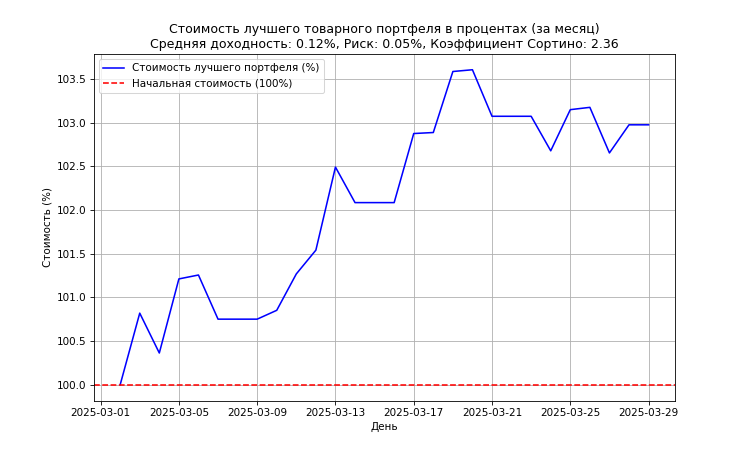 Стоимость лучшего товарного портфеля в процентах (за месяц)
Средняя доходность: 0.12%, Риск: 0.05%, Коэффициент Сортино: 2.36
Стоимость лучшего портфеля (%)
Начальная стоимость (100%)
Стоимость (%)
103.5
103.0
102.5
102.0
101.5
101.0
100.5
100.0
2025-03-01 2025-03-05 2025-03-09 2025-03-13 2025-03-17 2025-03-21 2025-03-25 2025-03-29
День